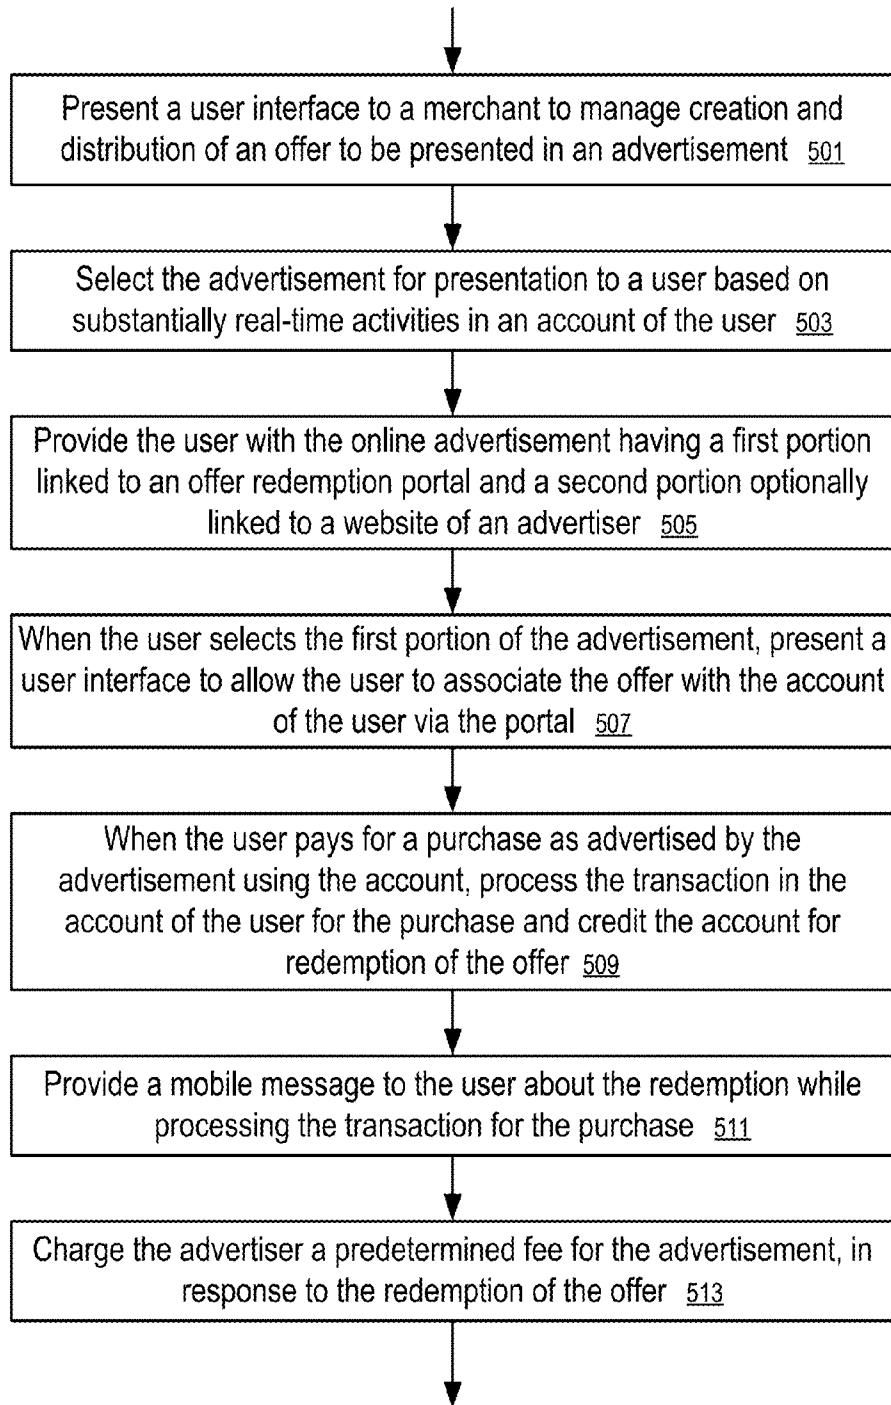 Present a user interface to a merchant to manage creation and
distribution of an offer to be presented in an advertisement 501
Select the advertisement for presentation to a user based on
substantially real-time activities in an account of the user 503
Provide the user with the online advertisement having a first portion
linked to an offer redemption portal and a second portion optionally
linked to a website of an advertiser 505
When the user selects the first portion of the advertisement, present a
user interface to allow the user to associate the offer with the account
of the user via the portal 507
When the user pays for a purchase as advertised by the
advertisement using the account, process the transaction in the
account of the user for the purchase and credit the account for
redemption of the offer 509
Provide a mobile message to the user about the redemption while
processing the transaction for the purchase 511
Charge the advertiser a predetermined fee for the advertisement, in
response to the redemption of the offer 513